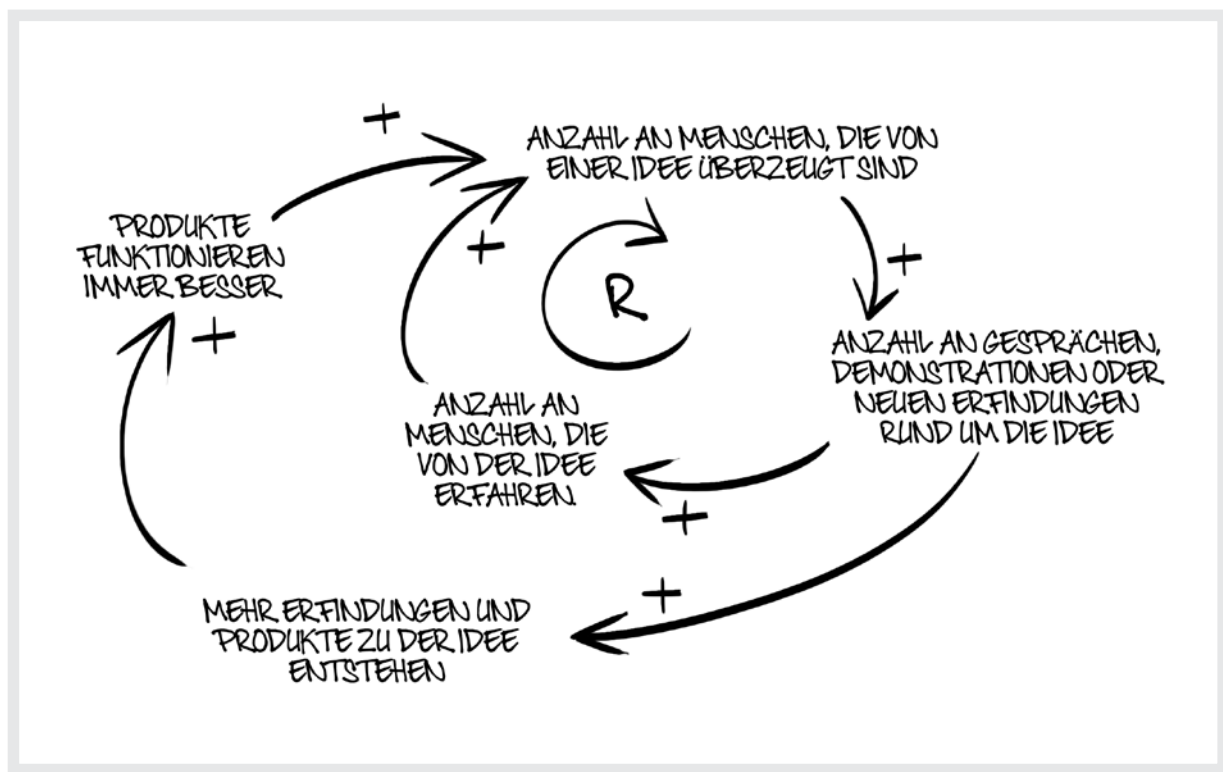 +
ANZAHL AN MENSCHEN, DIE VON
EINER IDEE ÜBERZEUGT SIND
PRODUKTE
FUNKTIONIEREN
IMMER BESSER
+
+
R
+
ANZAHL AN GESPRÄCHEN,
DEMONSTRATIONEN ODER
NEUEN ERFINDUNGEN
RUND UM DIE IDEE
ANZAHL AN
MENSCHEN, DIE
VON DER IDEE
ERFAHREN.
+
+
MEHR ERFINDUNGEN UND
PRODUKTE ZU DER IDEE
ENTSTEHEN